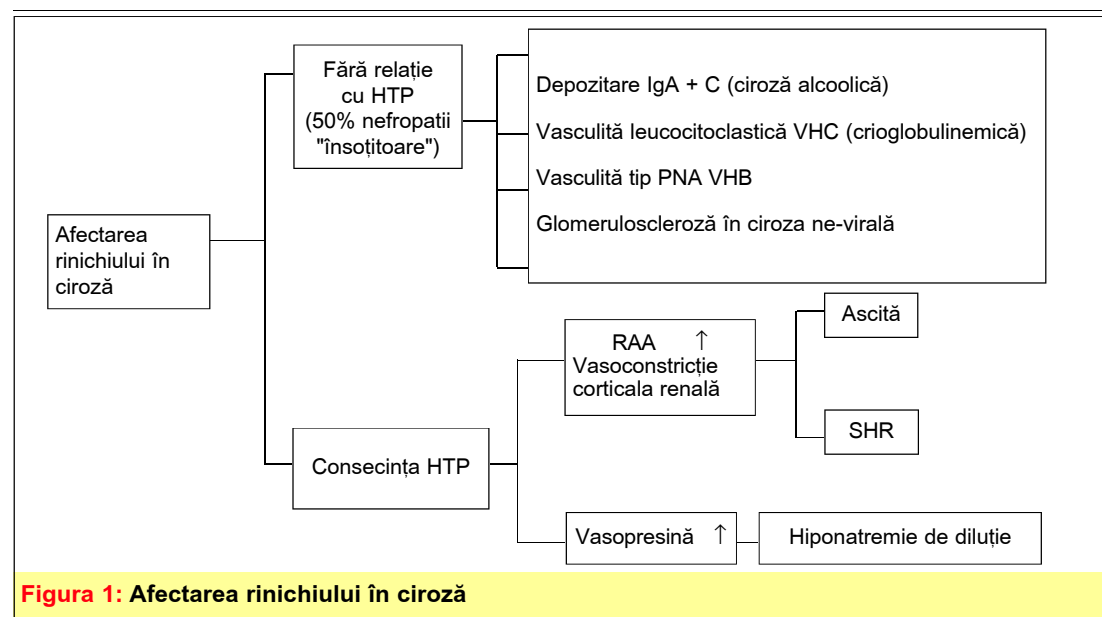 Fără relație
cu HTP
(50% nefropatii
"însoțitoare")
Depozitare IgA + C (ciroză alcoolică)
Vasculită leucocitoclastică VHC (crioglobulinemică)
Vasculită tip PNA VHB
Glomeruloscleroză în ciroza ne-virală
Afectarea
rinichiului în
ciroză
Consecința HTP
RAA ↑
Vasoconstricție
corticala renală
Ascită
SHR
Vasopresină ↑
Hiponatremie de diluție
Figura 1: Afectarea rinichiului în ciroză